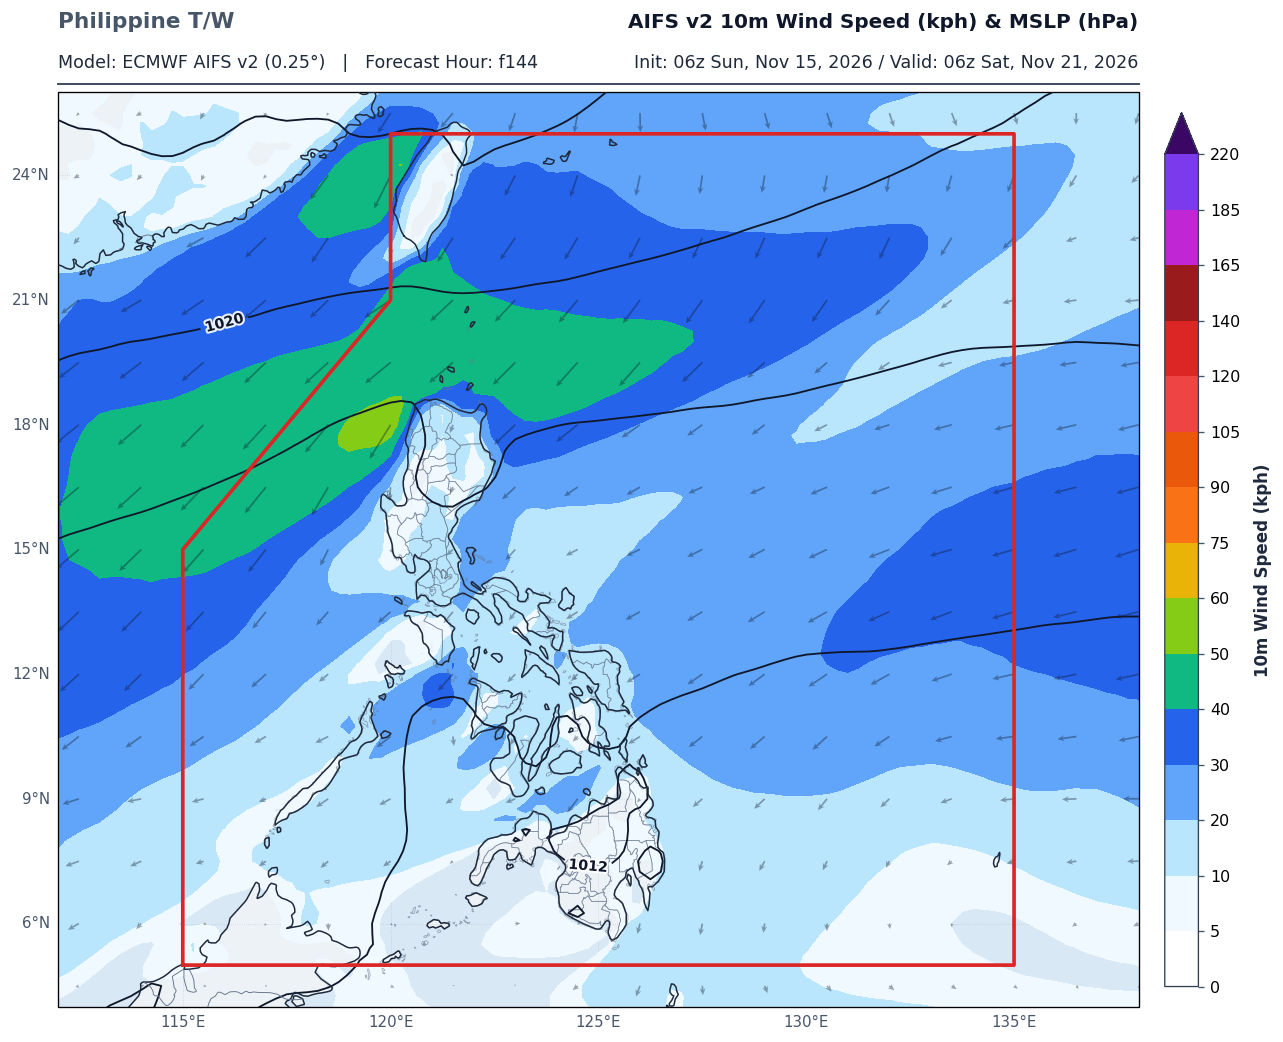 Philippine T/W
AIFS v2 10m Wind Speed (kph) & MSLP (hPa)
Model: ECMWF AIFS v2 (0.25°) | Forecast Hour: f144
Init: 06z Sun, Nov 15, 2026 / Valid: 06z Sat, Nov 21, 2026
24°N
21°N
18°N
15°N
12°N
9°N
6°N
1020
1012
115°E
120°E
125°E
130°E
135°E
220
185
165
140
120
105
90
75
60
50
40
30
20
10
5
0
10m Wind Speed (kph)